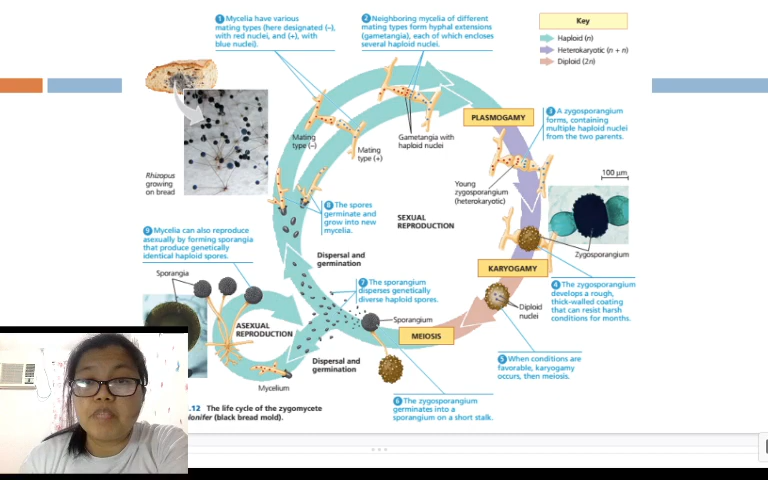 1 Mycelia have various
mating types (here designated (–),
with red nuclei, and (+), with
blue nuclei).
2 Neighboring mycelia of different
mating types form hyphal extensions
(gametangia), each of which encloses
several haploid nuclei.
Key
Haploid (n)
Heterokaryotic (n + n)
Diploid (2n)
PLASMOGAMY
3 A zygosporangium
forms, containing
multiple haploid nuclei
from the two parents.
Mating
type (–)
Mating
type (+)
Gametangia with
haploid nuclei
Rhizopus
growing
on bread
Young
zygosporangium
(heterokaryotic)
100 µm
8 The spores
germinate and
grow into new
mycelia.
SEXUAL
REPRODUCTION
9 Mycelia can also reproduce
asexually by forming sporangia
that produce genetically
identical haploid spores.
Zygosporangium
Dispersal and
germination
KARYOGAMY
Sporangia
7 The sporangium
disperses genetically
diverse haploid spores.
4 The zygosporangium
develops a rough,
thick-walled coating
that can resist harsh
conditions for months.
Diploid
nuclei
Sporangium
ASEXUAL
REPRODUCTION
MEIOSIS
Dispersal and
germination
5 When conditions are
favorable, karyogamy
occurs, then meiosis.
Mycelium
6 The zygosporangium
germinates into a
sporangium on a short stalk.
.12 The life cycle of the zygomycete
lonifer (black bread mold).